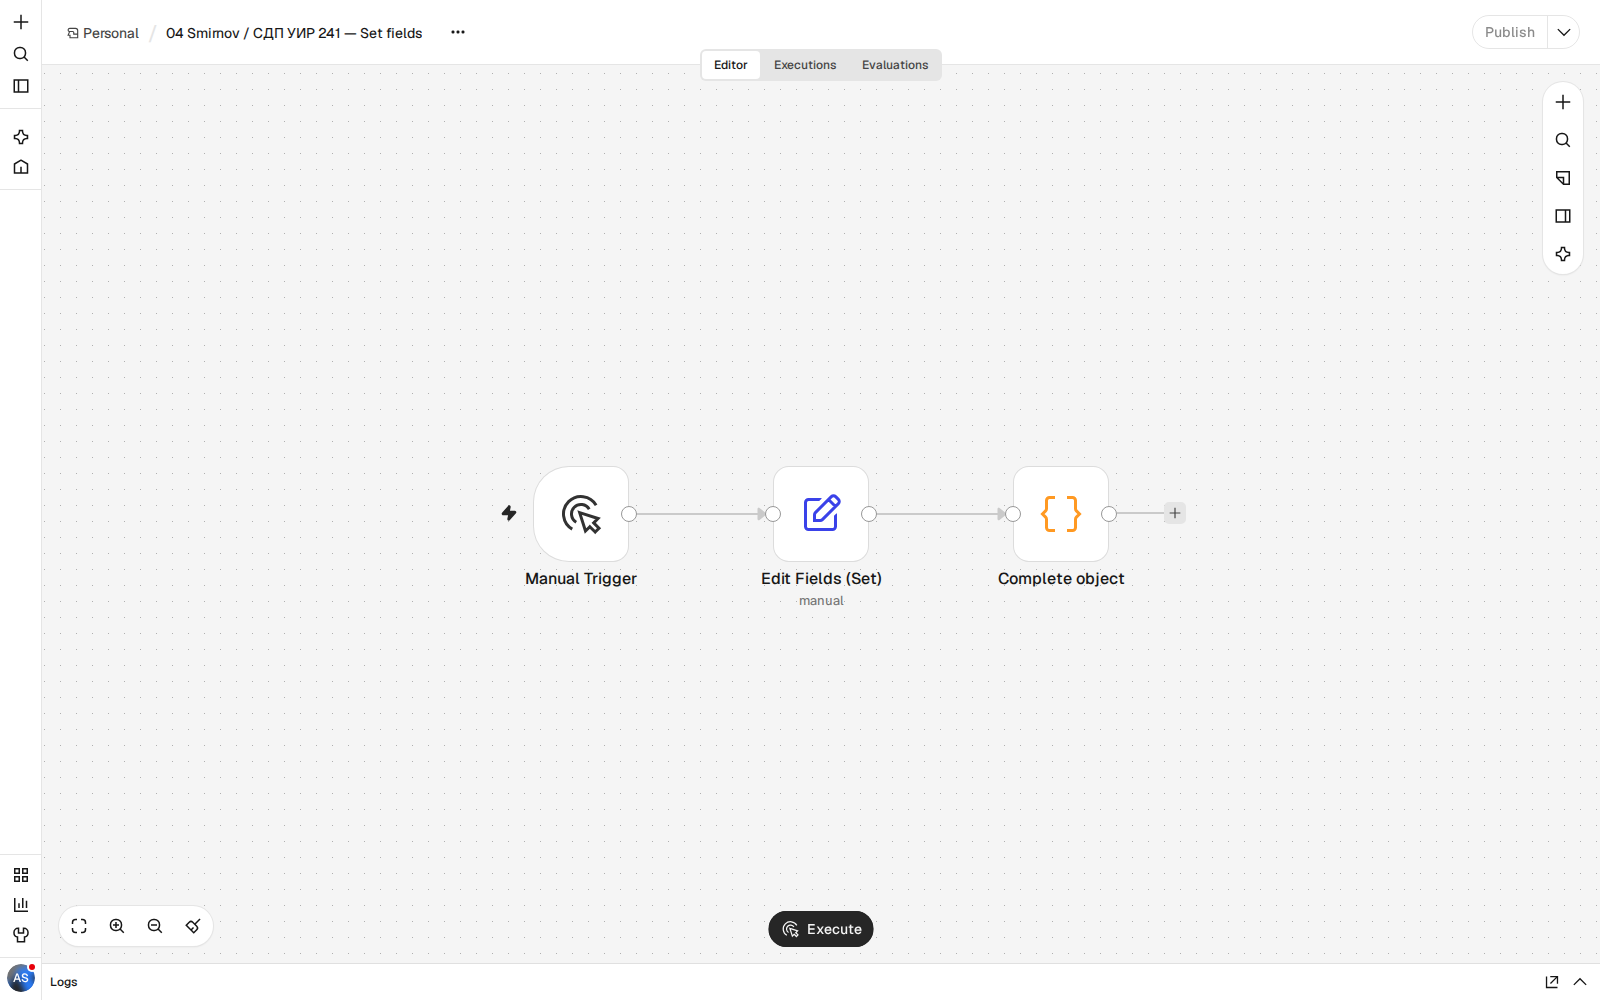 Personal / 04 Smirnov / СДП УИР 241 — Set fields
Publish
Editor Executions Evaluations
Manual Trigger
Edit Fields (Set)
manual
Complete object
Execute
AS
Logs